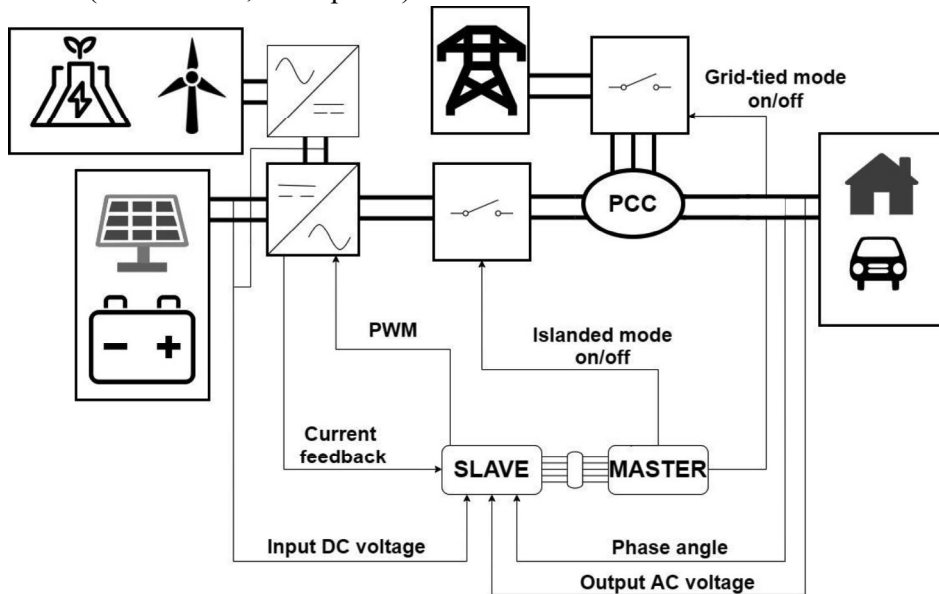 Grid-tied mode
on/off
PCC
PWM
Islanded mode
on/off
Current
feedback
SLAVE
MASTER
Input DC voltage
Phase angle
Output AC voltage